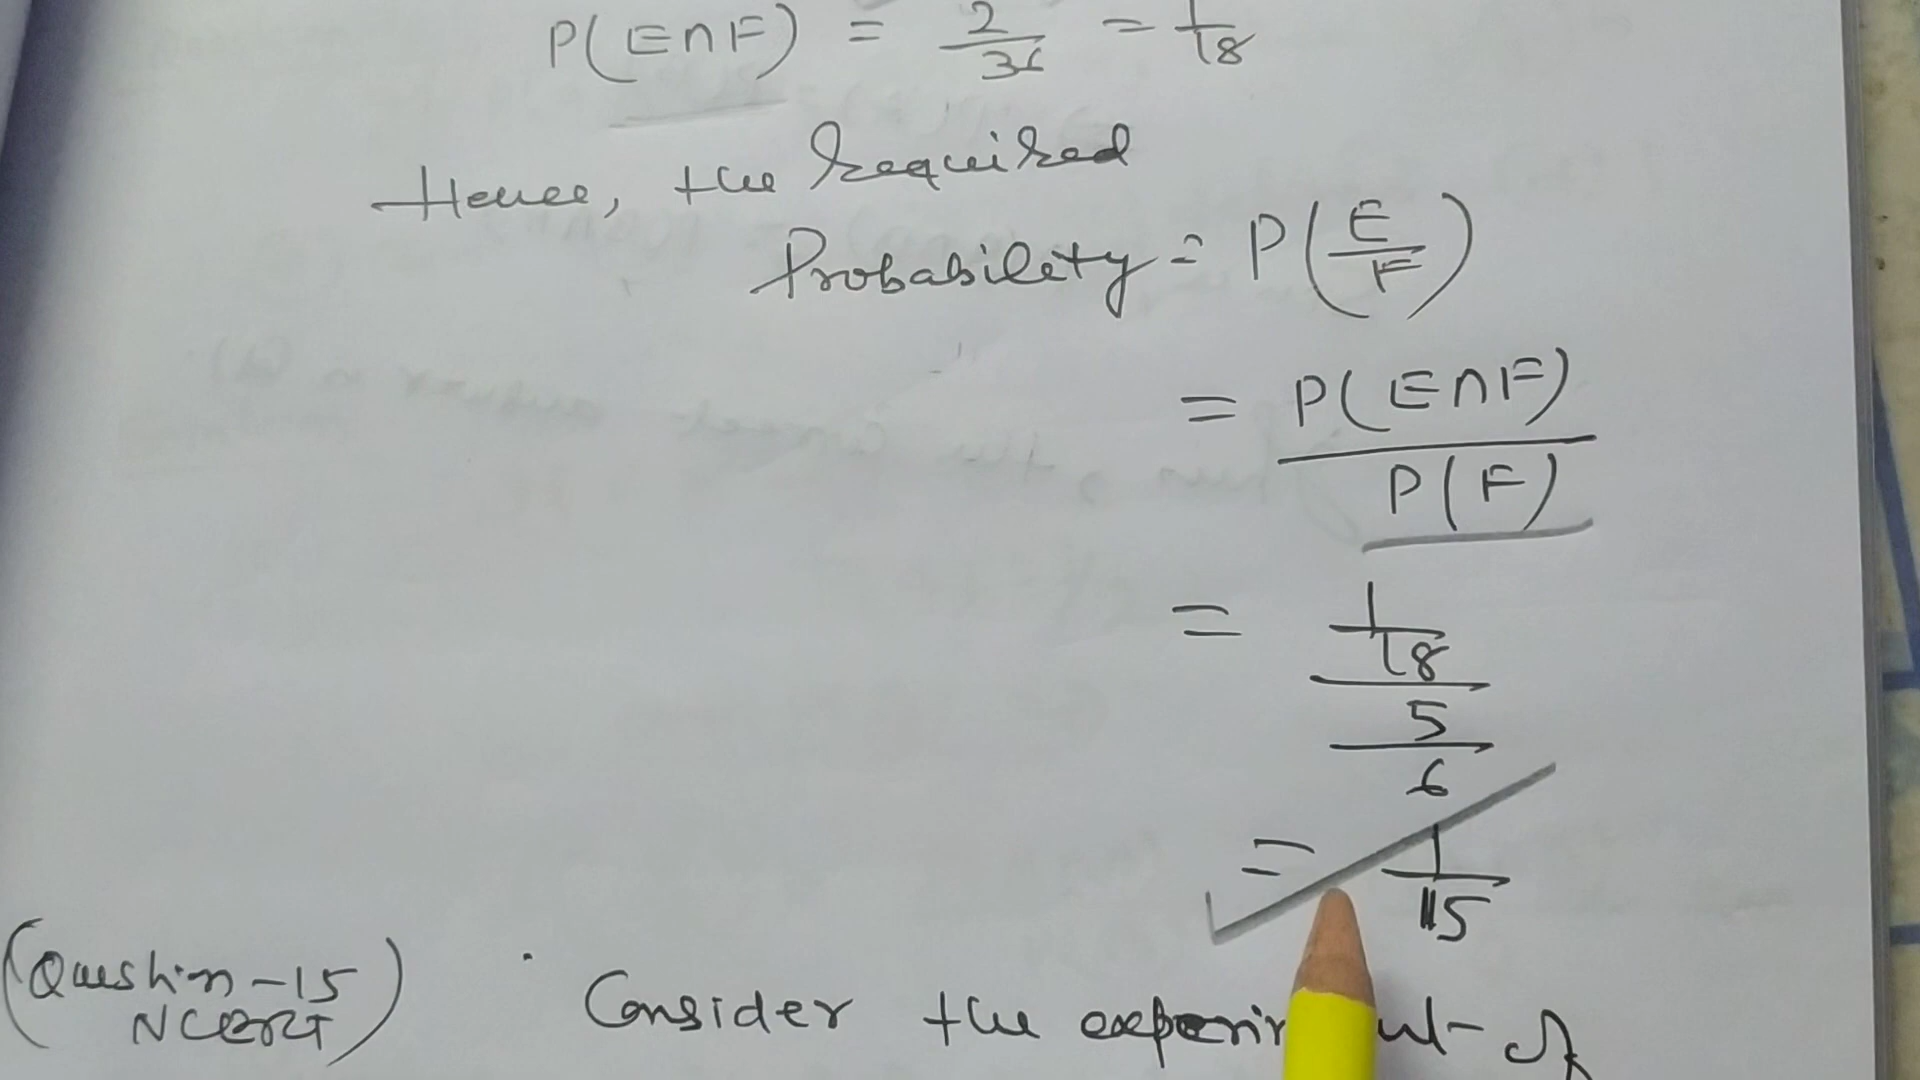 P(E∩F) = 2/36 = 1/18
Hence, the required
Probability = P(E/F)
= P(E∩F)/P(F)
= 1/18 / 5/6
= 1/15
(Question-15 Consider the experiment of
NCERT)